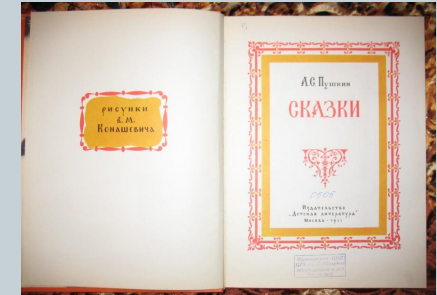 рисунки
В. М.
Конашевича
А.С. Пушкин
СКАЗКИ
Издательство
„Детская литература"
Москва · 1971